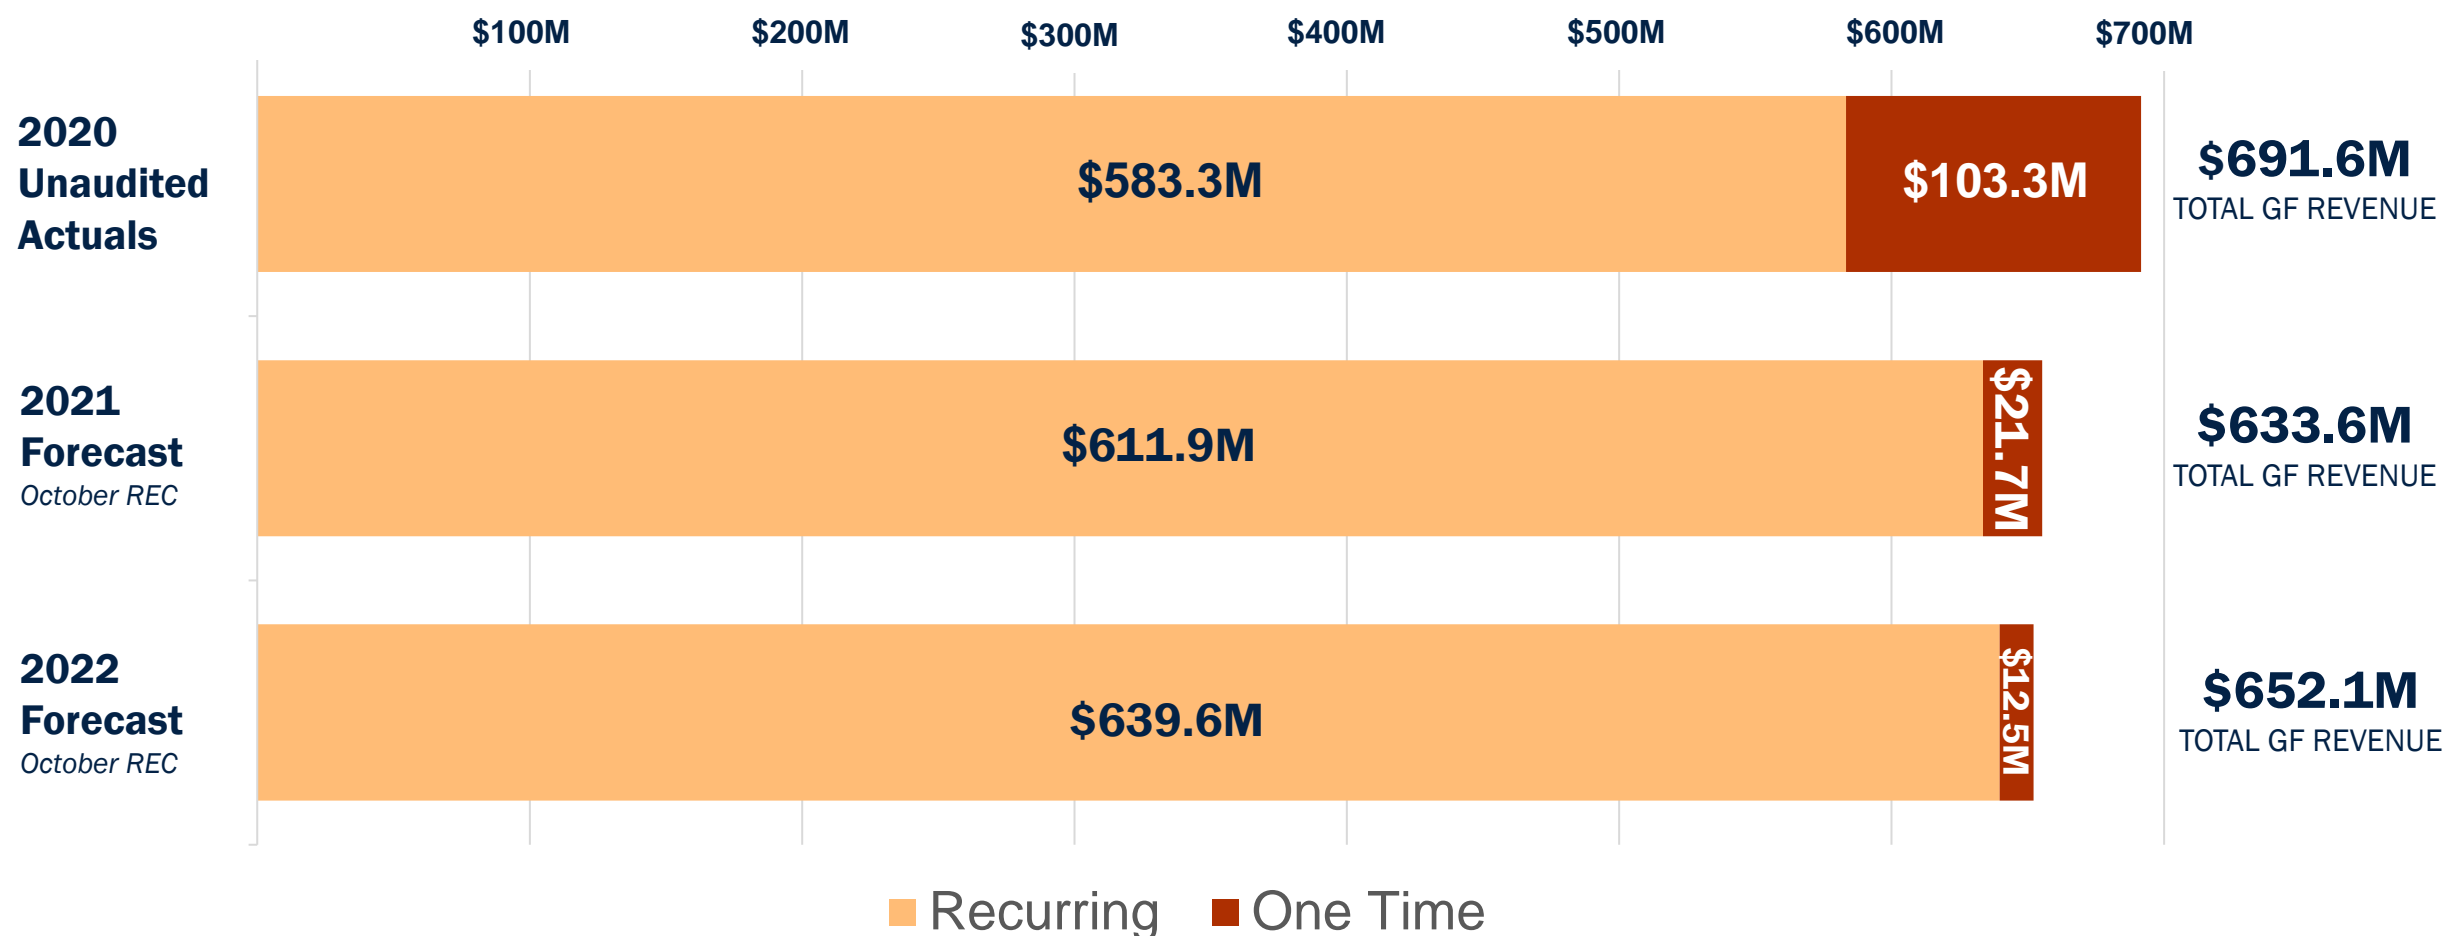 $100M $200M $300M $400M $500M $600M $700M
2020
Unaudited
Actuals
$583.3M
$103.3M
$691.6M
TOTAL GF REVENUE
2021
Forecast
October REC
$611.9M
$21.7M
$633.6M
TOTAL GF REVENUE
2022
Forecast
October REC
$639.6M
$12.5M
$652.1M
TOTAL GF REVENUE
Recurring One Time